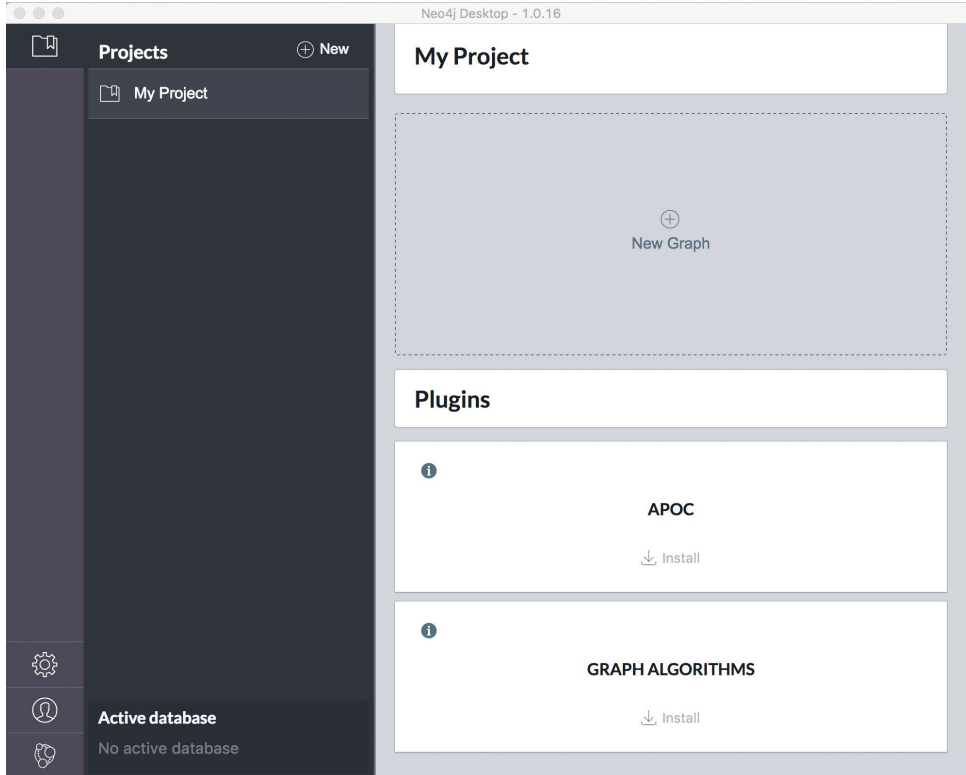 Neo4j Desktop - 1.0.16
Projects
New
My Project
Active database
No active database
My Project
New Graph
Plugins
APOC
Install
GRAPH ALGORITHMS
Install